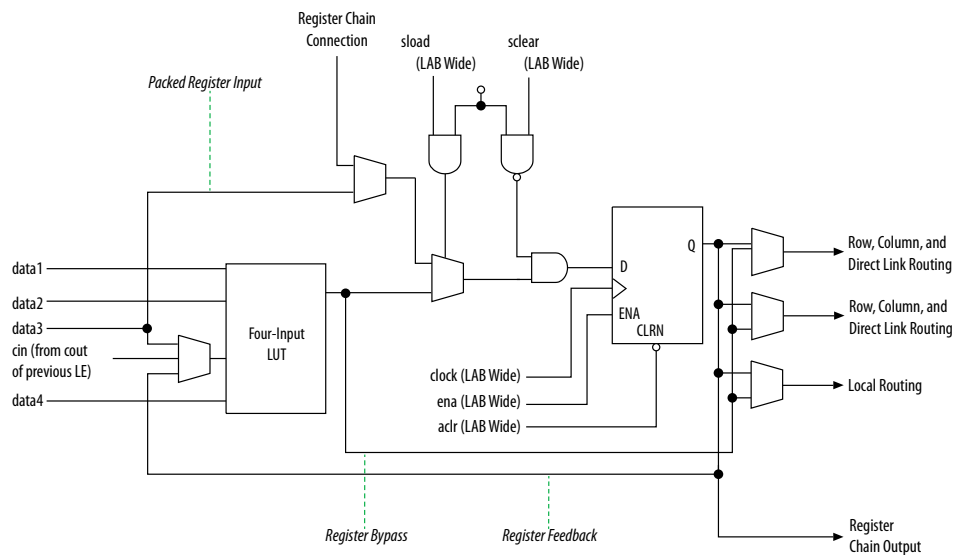 Register Chain
Connection
sload
(LAB Wide)
sclear
(LAB Wide)
Packed Register Input
Q
Row, Column, and
Direct Link Routing
data1
D
data2
Row, Column, and
Direct Link Routing
data3
Four-Input
LUT
ENA
CLRN
cin (from cout
of previous LE)
clock (LAB Wide)
Local Routing
data4
ena (LAB Wide)
aclr (LAB Wide)
Register Bypass
Register Feedback
Register
Chain Output